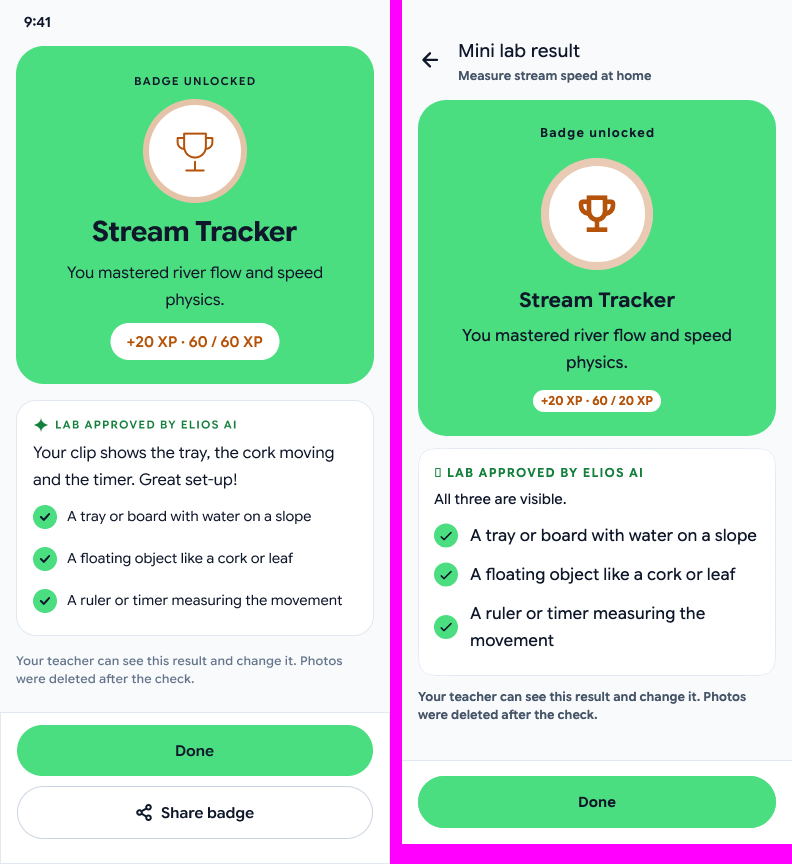 9:41
BADGE UNLOCKED
Stream Tracker
You mastered river flow and speed
physics.
+20 XP · 60 / 60 XP
LAB APPROVED BY ELIOS AI
Your clip shows the tray, the cork moving
and the timer. Great set-up!
A tray or board with water on a slope
A floating object like a cork or leaf
A ruler or timer measuring the movement
Your teacher can see this result and change it. Photos
were deleted after the check.
Done
Share badge
Mini lab result
Measure stream speed at home
Badge unlocked
Stream Tracker
You mastered river flow and speed
physics.
+20 XP · 60 / 20 XP
LAB APPROVED BY ELIOS AI
All three are visible.
A tray or board with water on a slope
A floating object like a cork or leaf
A ruler or timer measuring the
movement
Your teacher can see this result and change it. Photos
were deleted after the check.
Done